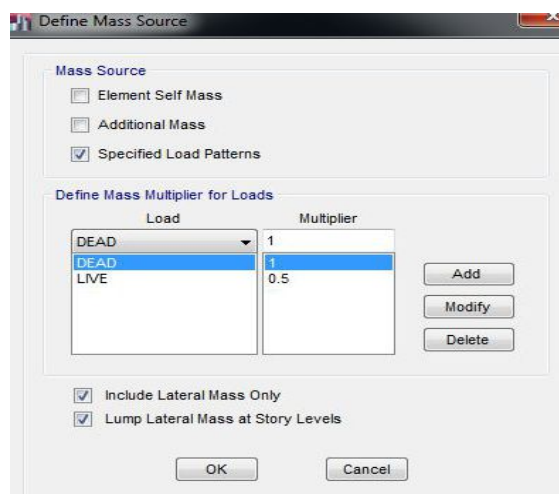 Define Mass Source
Mass Source
Element Self Mass
Additional Mass
Specified Load Patterns
Define Mass Multiplier for Loads
Load Multiplier
DEAD 1
DEAD 1
LIVE 0.5
Add
Modify
Delete
Include Lateral Mass Only
Lump Lateral Mass at Story Levels
OK Cancel